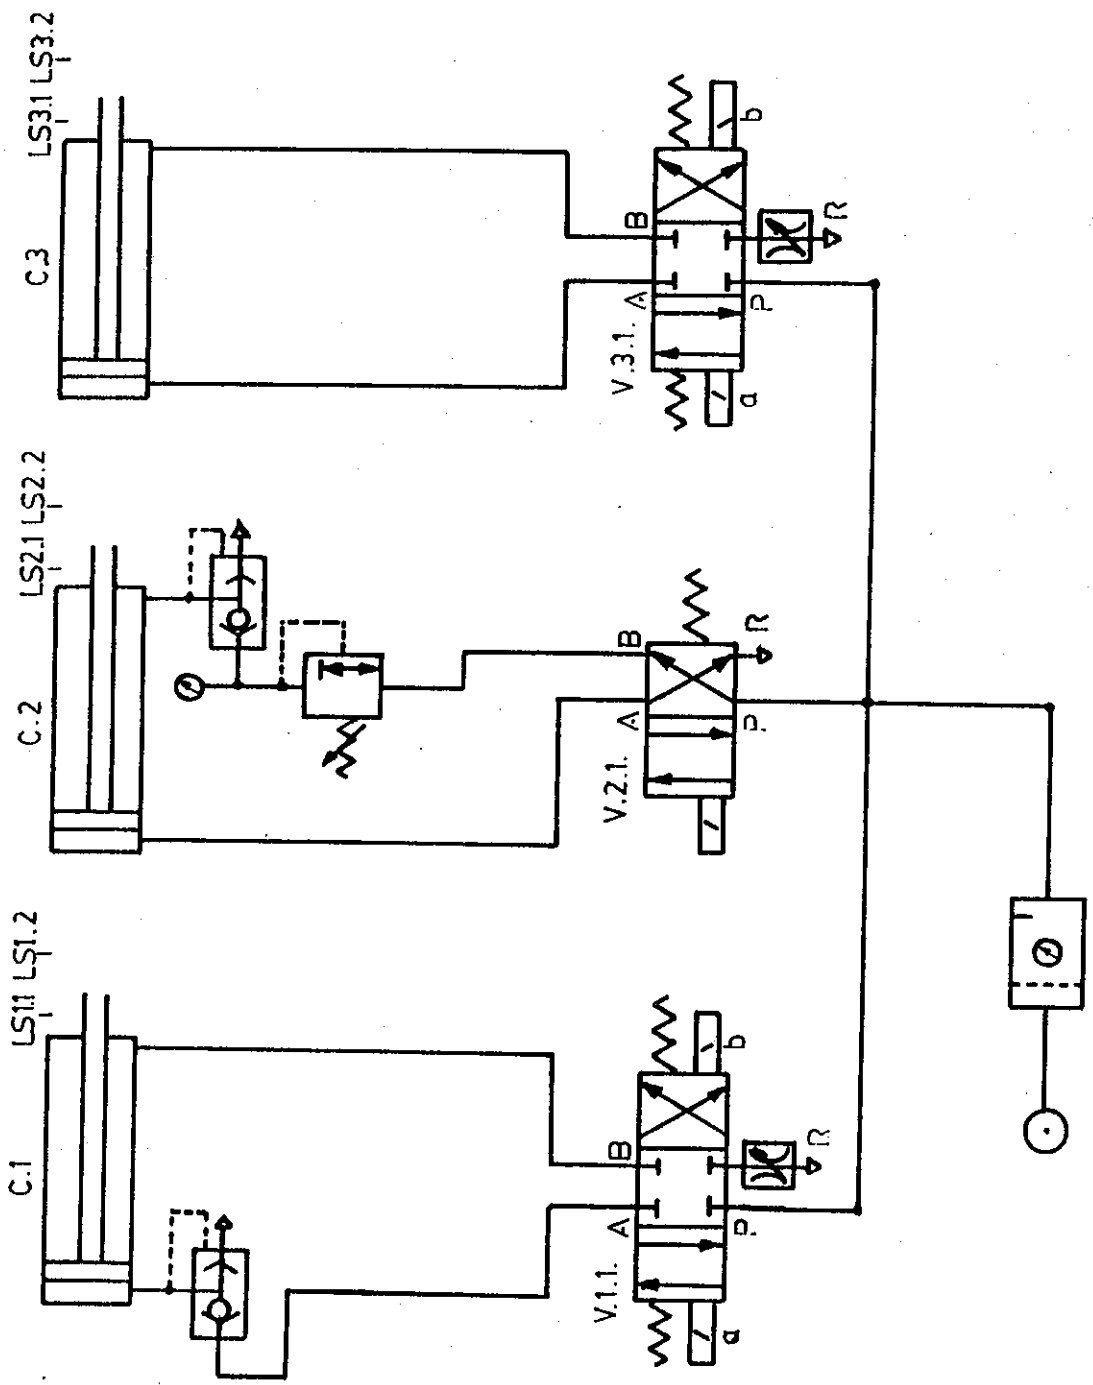 LS1.1 LS1.2
C.1
A
B
V.1.1.
a
b
P.
R
LS2.1 LS2.2
C.2
A
B
V.2.1.
P.
R
LS3.1 LS3.2
C.3
A
B
V.3.1.
a
b
P
R